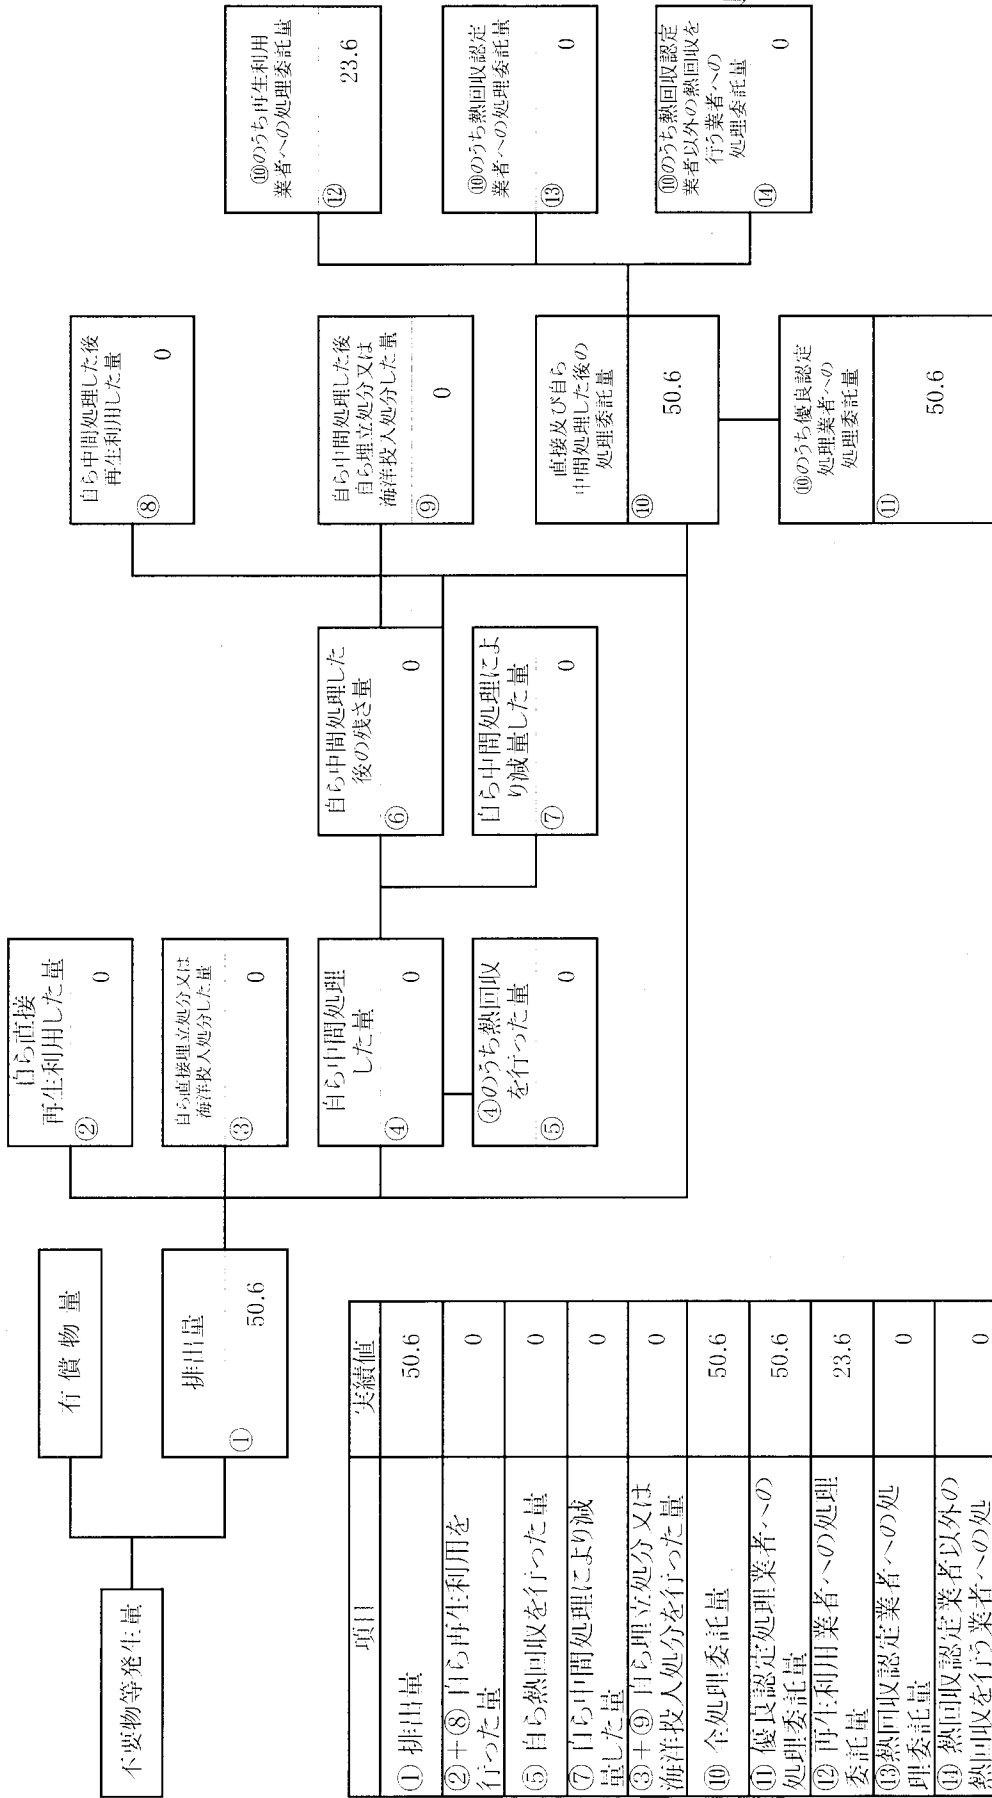 不要物等発生量
有 償 物 量
排出量
①
50.6
自ら直接
再生利用した量
②
0
自ら直接埋立処分又は
海洋投入処分した量
③
0
自ら中間処理
した量
④
0
④のうち熱回収
を行った量
⑤
0
自ら中間処理した
後の残さ量
⑥
0
自ら中間処理によ
り減量した量
⑦
0
自ら中間処理した後
再生利用した量
⑧
0
自ら中間処理した後
自ら埋立処分又は
海洋投入処分した量
⑨
0
直接及び自ら
中間処理した後の
処理委託量
⑩
50.6
⑩のうち優良認定
処理業者への
処理委託量
⑪
50.6
⑩のうち再生利用
業者への処理委託量
⑫
23.6
⑩のうち熱回収認定
業者への処理委託量
⑬
0
⑩のうち熱回収認定
業者以外の熱回収を
行う業者への
処理委託量
⑭
0
項目 実績値
①排出量 50.6
②+⑧ 自ら再生利用を
行った量 0
⑤ 自ら熱回収を行った量 0
⑦ 自ら中間処理により減
量した量 0
③+⑨ 自ら埋立処分又は
海洋投入処分を行った量 0
⑩ 全処理委託量 50.6
⑪ 優良認定処理業者への
処理委託量 50.6
⑫ 再生利用業者への処理
委託量 23.6
⑬熱回収認定業者への処
理委託量 0
⑭ 熱回収認定業者以外の
熱回収を行う業者への処 0